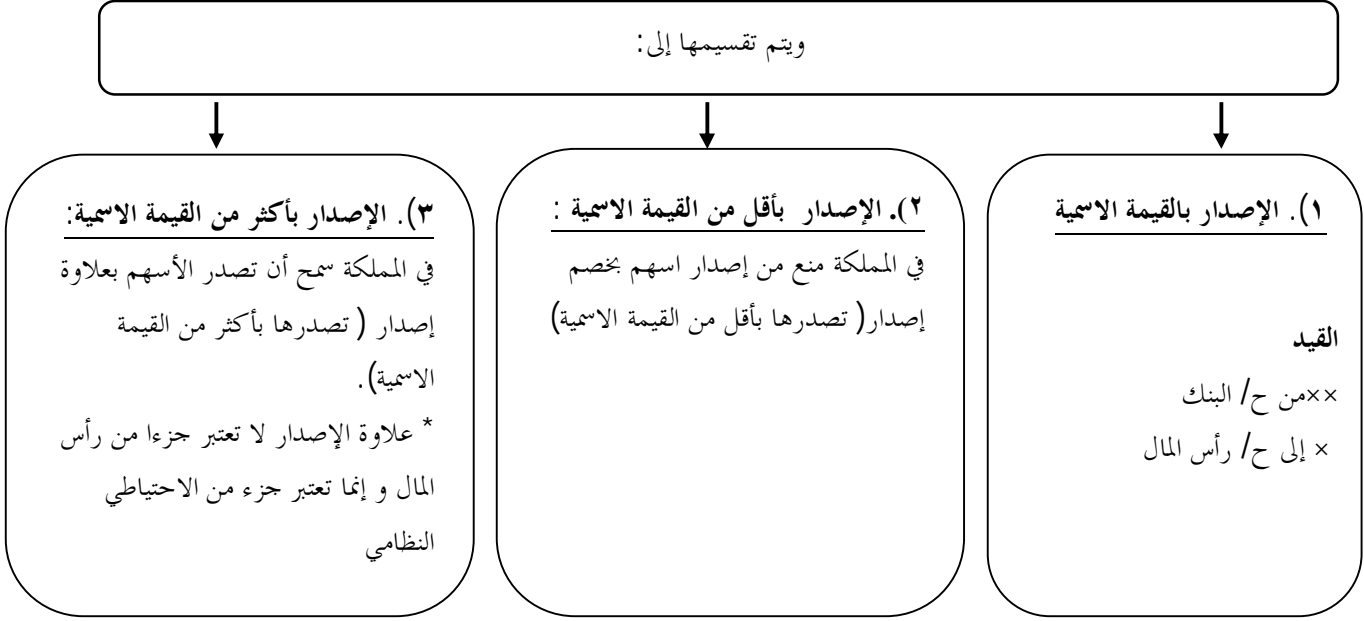 ويتم تقسيمها إلى:
١). الإصدار بالقيمة الاسمية
القيد
××من ح/ البنك
× إلى ح/ رأس المال
٢). الإصدار بأقل من القيمة الاسمية :
في المملكة منع من إصدار اسهم بخصم
إصدار( تصدرها بأقل من القيمة الاسمية)
٣). الإصدار بأكثر من القيمة الاسمية:
في المملكة سمح أن تصدر الأسهم بعلاوة
إصدار ( تصدرها بأكثر من القيمة
الاسمية).
* علاوة الإصدار لا تعتبر جزءا من رأس
المال و إنما تعتبر جزء من الاحتياطي
النظامي